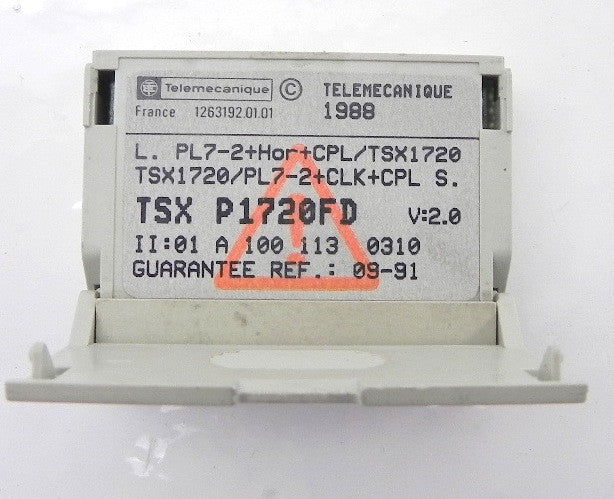 Telemecanique © TELEMECANIQUE
France 1263192.01.01 1988
L. PL7-2+Hor+CPL/TSX1720
TSX1720/PL7-2+CLK+CPL S.
TSX P1720FD V:2.0
II:01 A 100 i13 0310
GUARANTEE REF.: 09-91